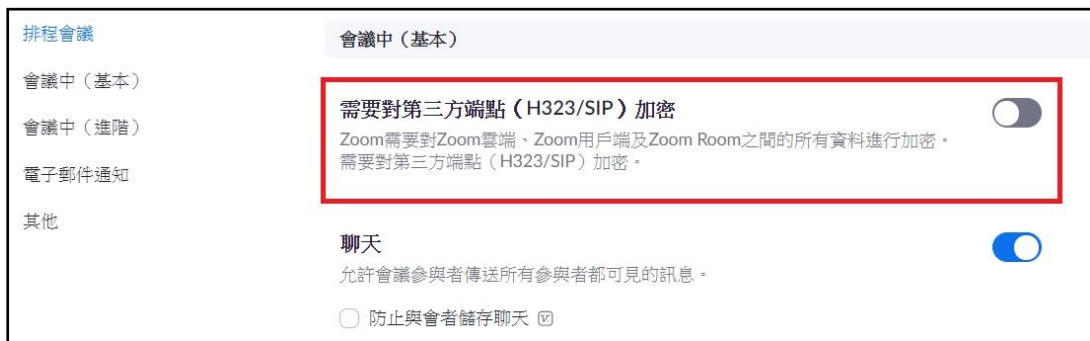 排程會議
會議中（基本）
會議中（進階）
電子郵件通知
其他
會議中（基本）
需要對第三方端點（H323/SIP）加密
Zoom需要對Zoom雲端、Zoom用戶端及Zoom Room之間的所有資料進行加密。
需要對第三方端點（H323/SIP）加密。
聊天
允許會議參與者傳送所有參與者都可見的訊息。
防止與會者儲存聊天